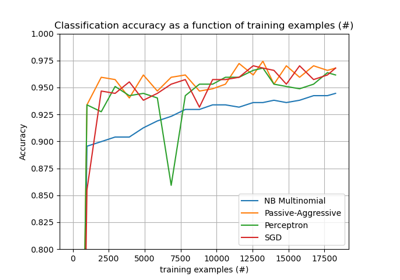 Classification accuracy as a function of training examples (#)
1.000
0.975
0.950
0.925
0.900
0.875
0.850
0.825
0.800
Accuracy
NB Multinomial
Passive-Aggressive
Perceptron
SGD
0 2500 5000 7500 10000 12500 15000 17500
training examples (#)